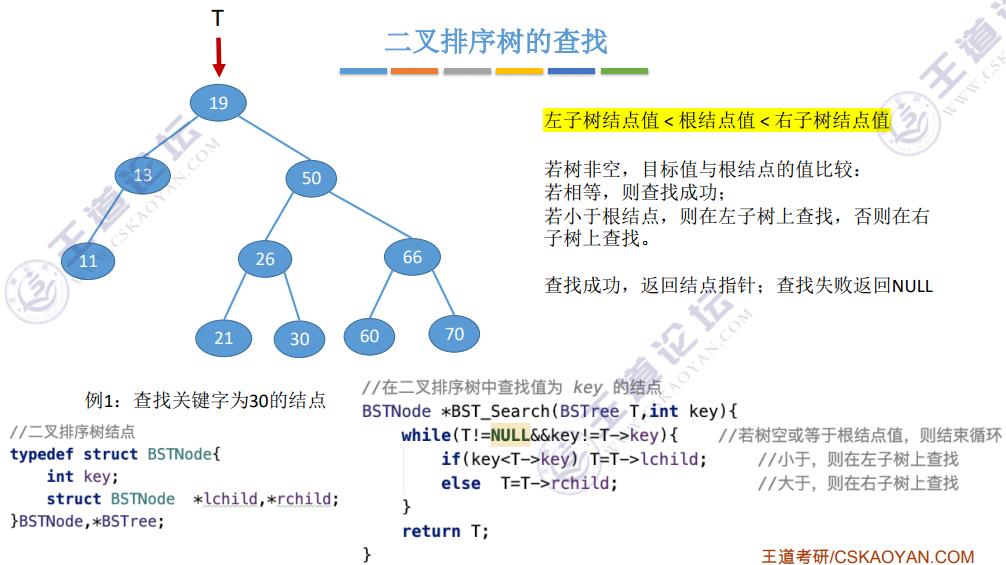 T
二叉排序树的查找
19
13
50
11
26
66
21
30
60
70
左子树结点值 < 根结点值 < 右子树结点值
若树非空，目标值与根结点的值比较：
若相等，则查找成功；
若小于根结点，则在左子树上查找，否则在右
子树上查找。
查找成功，返回结点指针；查找失败返回NULL
例1：查找关键字为30的结点
//二叉排序树结点
typedef struct BSTNode{
int key;
struct BSTNode *lchild,*rchild;
}BSTNode,*BSTree;
//在二叉排序树中查找值为 key 的结点
BSTNode *BST_Search(BSTree T,int key){
while(T!=NULL&&key!=T->key){ //若树空或等于根结点值，则结束循环
if(key<T->key) T=T->lchild; //小于，则在左子树上查找
else T=T->rchild; //大于，则在右子树上查找
}
return T;
}
王道考研/CSKAOYAN.COM
王道论坛
WWW.CSKAOYAN.COM
王道论坛
WWW.CSKAOYAN.COM
王道
WWW.CSK